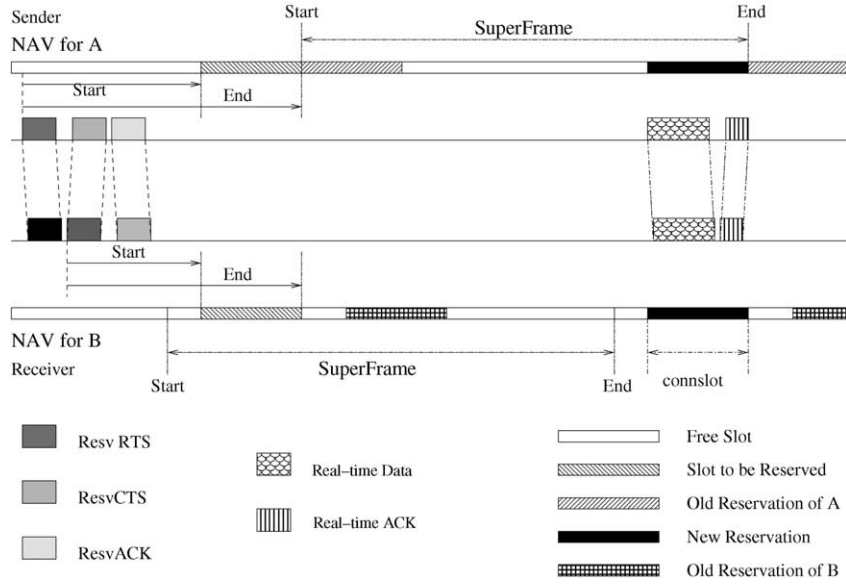 Start
End
Sender
SuperFrame
NAV for A
Start
End
Start
End
NAV for B
Receiver
SuperFrame
Start
End
connslot
Resv RTS
ResvCTS
ResvACK
Real–time Data
Real–time ACK
Free Slot
Slot to be Reserved
Old Reservation of A
New Reservation
Old Reservation of B